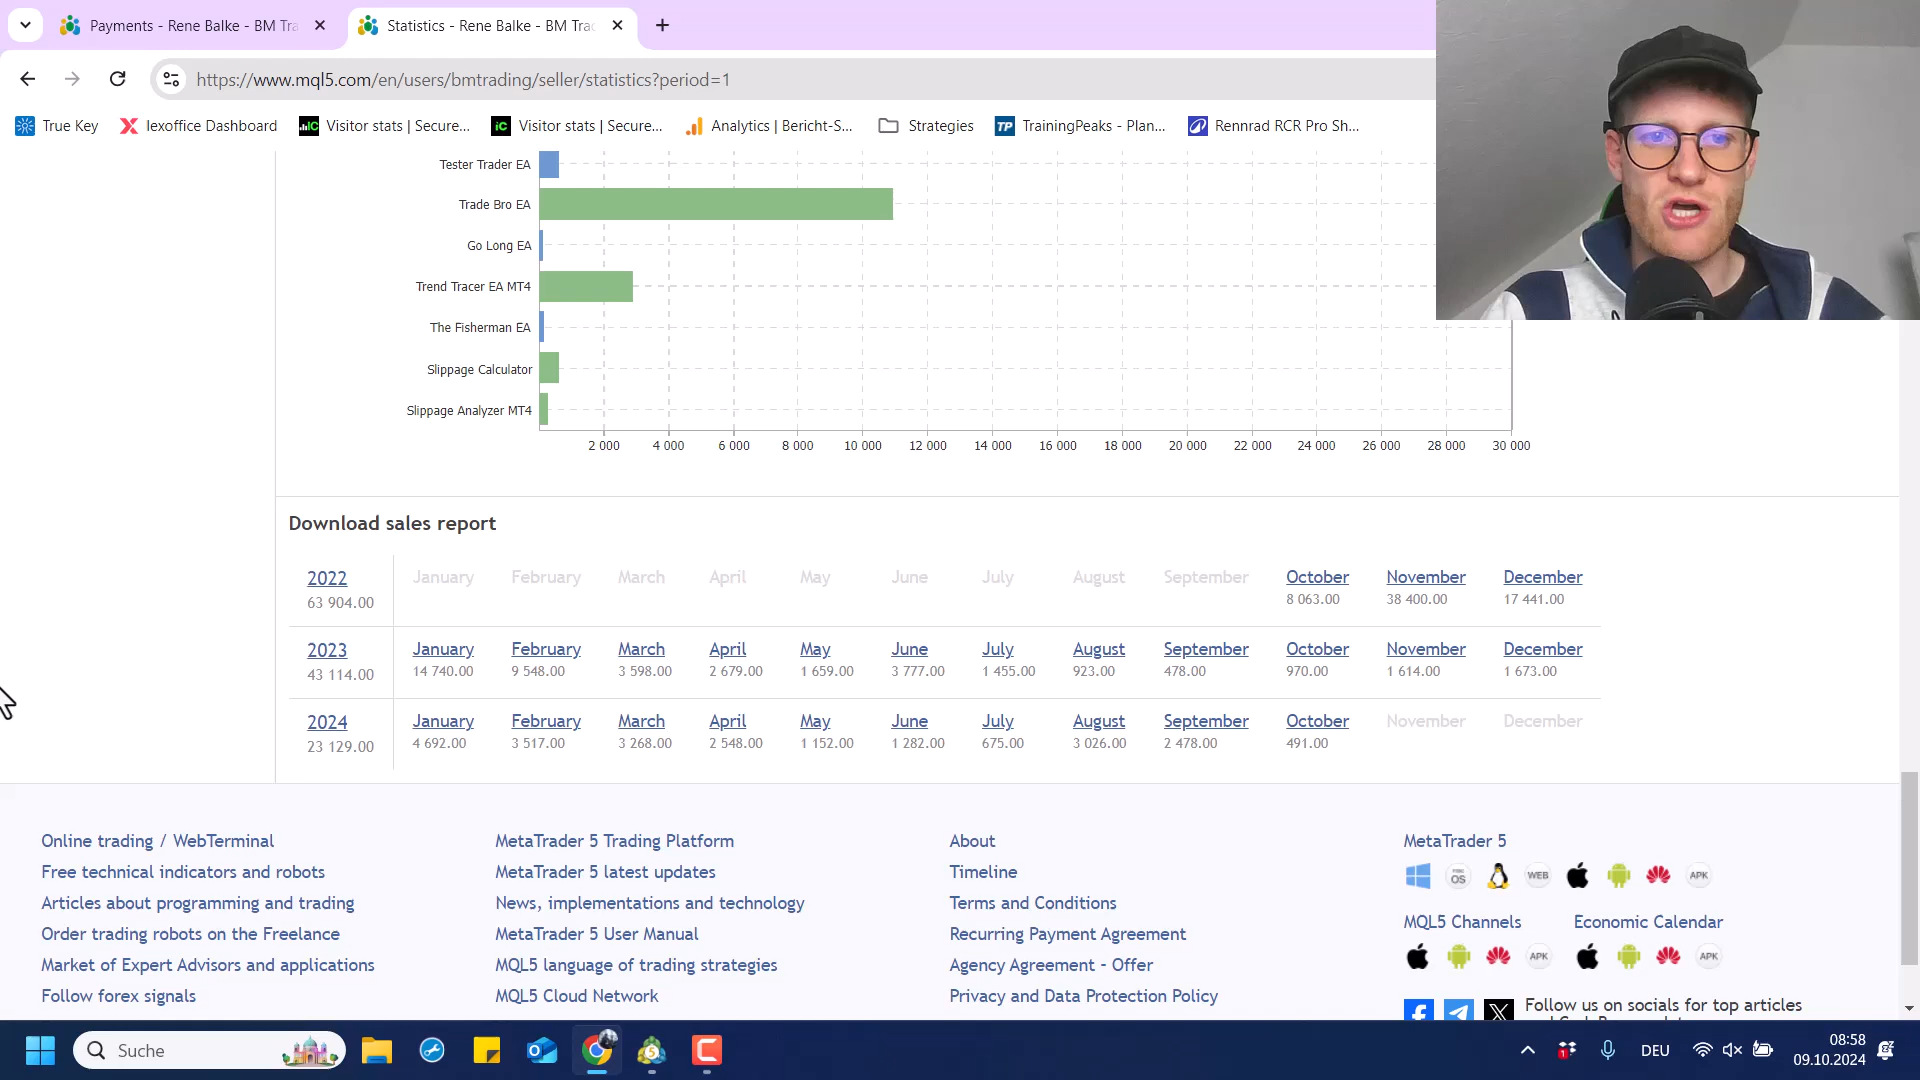 Payments - Rene Balke - BM Tra
Statistics - Rene Balke - BM Trad
https://www.mql5.com/en/users/bmtrading/seller/statistics?period=1
True Key
lexoffice Dashboard
Visitor stats | Secure...
Visitor stats | Secure...
Analytics | Bericht-S...
Strategies
TrainingPeaks - Plan...
Rennrad RCR Pro Sh...
Tester Trader EA
Trade Bro EA
Go Long EA
Trend Tracer EA MT4
The Fisherman EA
Slippage Calculator
Slippage Analyzer MT4
2 000 4 000 6 000 8 000 10 000 12 000 14 000 16 000 18 000 20 000 22 000 24 000 26 000 28 000 30 000
Download sales report
2022 January February March April May June July August September October November December
63 904.00 8 063.00 38 400.00 17 441.00
2023 January February March April May June July August September October November December
43 114.00 14 740.00 9 548.00 3 598.00 2 679.00 1 659.00 3 777.00 1 455.00 923.00 478.00 970.00 1 614.00 1 673.00
2024 January February March April May June July August September October November December
23 129.00 4 692.00 3 517.00 3 268.00 2 548.00 1 152.00 1 282.00 675.00 3 026.00 2 478.00 491.00
Online trading / WebTerminal
Free technical indicators and robots
Articles about programming and trading
Order trading robots on the Freelance
Market of Expert Advisors and applications
Follow forex signals
MetaTrader 5 Trading Platform
MetaTrader 5 latest updates
News, implementations and technology
MetaTrader 5 User Manual
MQL5 language of trading strategies
MQL5 Cloud Network
About
Timeline
Terms and Conditions
Recurring Payment Agreement
Agency Agreement - Offer
Privacy and Data Protection Policy
MetaTrader 5
WEB APK
MQL5 Channels
APK
Economic Calendar
APK
Follow us on socials for top articles
Suche
DEU
08:58
09.10.2024